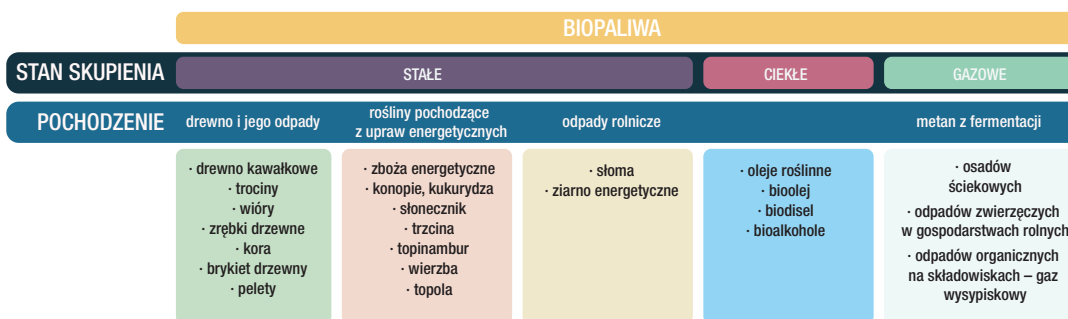 BIOPALIWA
STAN SKUPIENIA
STAŁE
CIEKŁE
GAZOWE
POCHODZENIE
drewno i jego odpady
rośliny pochodzące
z upraw energetycznych
odpady rolnicze
metan z fermentacji
· drewno kawałkowe
· trociny
· wióry
· zrębki drzewne
· kora
· brykiet drzewny
· pelety
· zboża energetyczne
· konopie, kukurydza
· słonecznik
· trzcina
· topinambur
· wierzba
· topola
· słoma
· ziarno energetyczne
· oleje roślinne
· bioolej
· biodisel
· bioalkohole
· osadów
ściekowych
· odpadów zwierzęcych
w gospodarstwach rolnych
· odpadów organicznych
na składowiskach – gaz
wysypiskowy